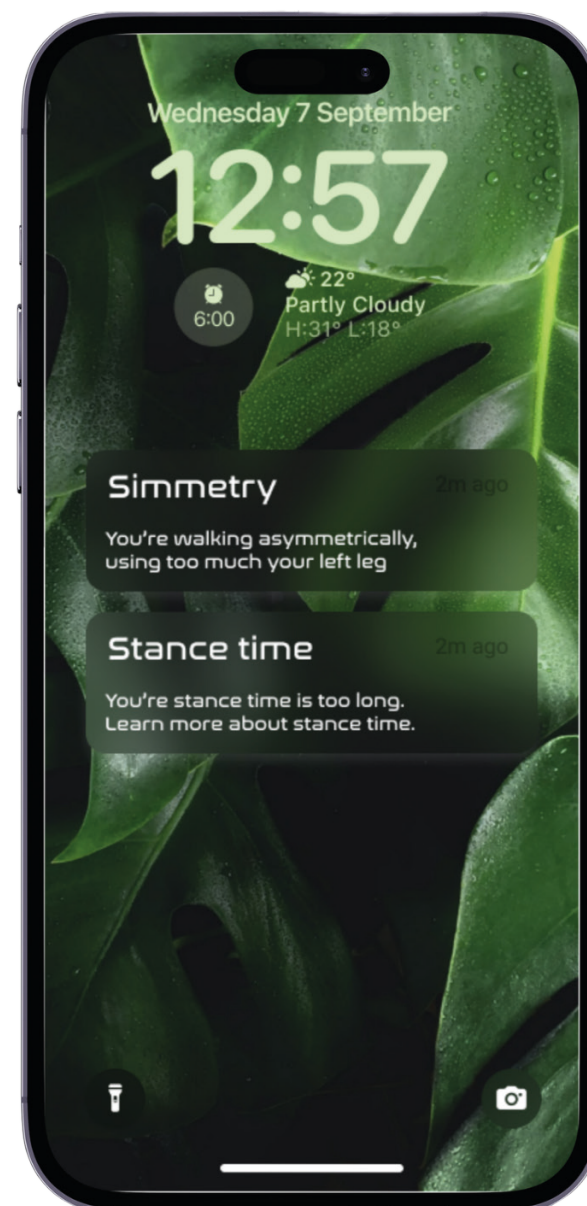 Wednesday 7 September
12:57
6:00
22°
Partly Cloudy
H:31° L:18°
Simmetry
2m ago
You're walking asymmetrically,
using too much your left leg
Stance time
2m ago
You're stance time is too long.
Learn more about stance time.